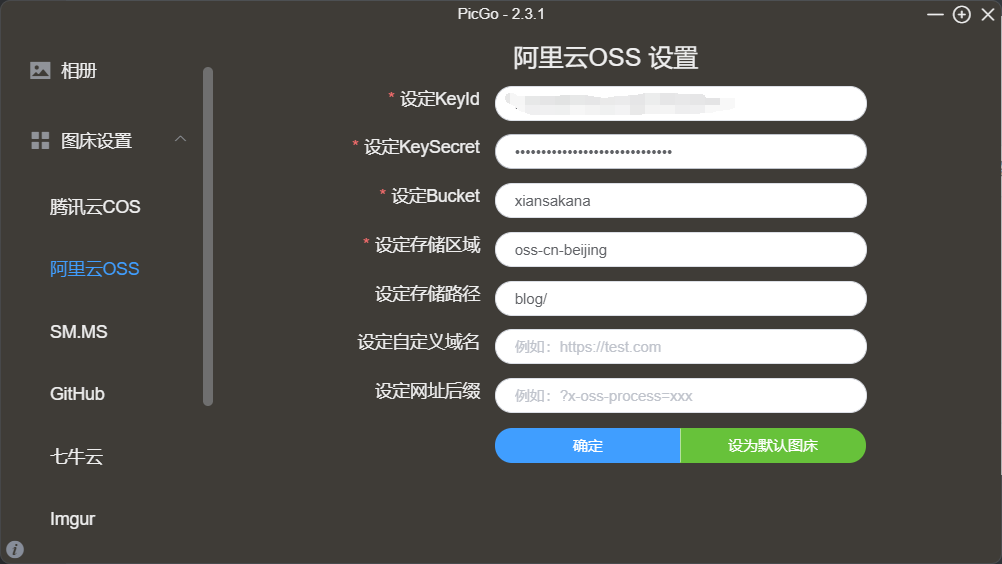 PicGo - 2.3.1
相册
图床设置
腾讯云COS
阿里云OSS
SM.MS
GitHub
七牛云
Imgur
阿里云OSS 设置
* 设定KeyId
* 设定KeySecret
••••••••••••••••••••••••••••••
* 设定Bucket
xiansakana
* 设定存储区域
oss-cn-beijing
设定存储路径
blog/
设定自定义域名
例如：https://test.com
设定网址后缀
例如：?x-oss-process=xxx
确定
设为默认图床